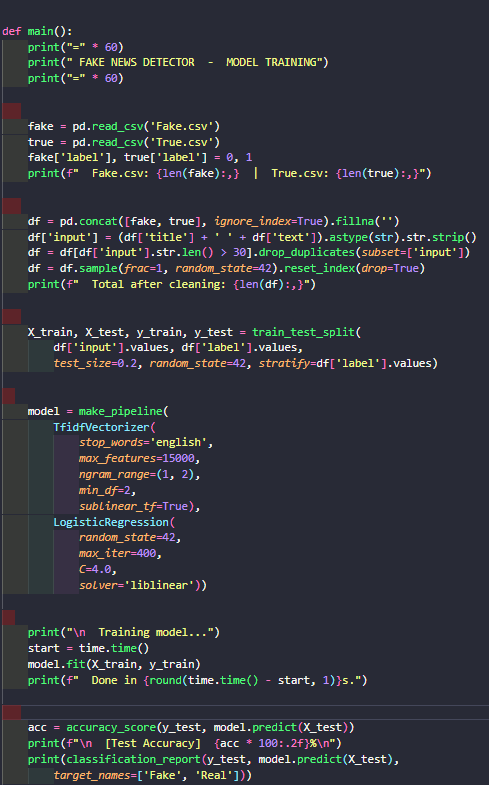 def main():
    print("=" * 60)
    print(" FAKE NEWS DETECTOR  -  MODEL TRAINING")
    print("=" * 60)

    fake = pd.read_csv('Fake.csv')
    true = pd.read_csv('True.csv')
    fake['label'], true['label'] = 0, 1
    print(f"  Fake.csv: {len(fake):,}  |  True.csv: {len(true):,}")

    df = pd.concat([fake, true], ignore_index=True).fillna('')
    df['input'] = (df['title'] + ' ' + df['text']).astype(str).str.strip()
    df = df[df['input'].str.len() > 30].drop_duplicates(subset=['input'])
    df = df.sample(frac=1, random_state=42).reset_index(drop=True)
    print(f"  Total after cleaning: {len(df):,}")

    X_train, X_test, y_train, y_test = train_test_split(
        df['input'].values, df['label'].values,
        test_size=0.2, random_state=42, stratify=df['label'].values)

    model = make_pipeline(
        TfidfVectorizer(
            stop_words='english',
            max_features=15000,
            ngram_range=(1, 2),
            min_df=2,
            sublinear_tf=True),
        LogisticRegression(
            random_state=42,
            max_iter=400,
            C=4.0,
            solver='liblinear'))

    print("\n  Training model...")
    start = time.time()
    model.fit(X_train, y_train)
    print(f"  Done in {round(time.time() - start, 1)}s.")

    acc = accuracy_score(y_test, model.predict(X_test))
    print(f"\n  [Test Accuracy]  {acc * 100:.2f}%\n")
    print(classification_report(y_test, model.predict(X_test),
        target_names=['Fake', 'Real']))